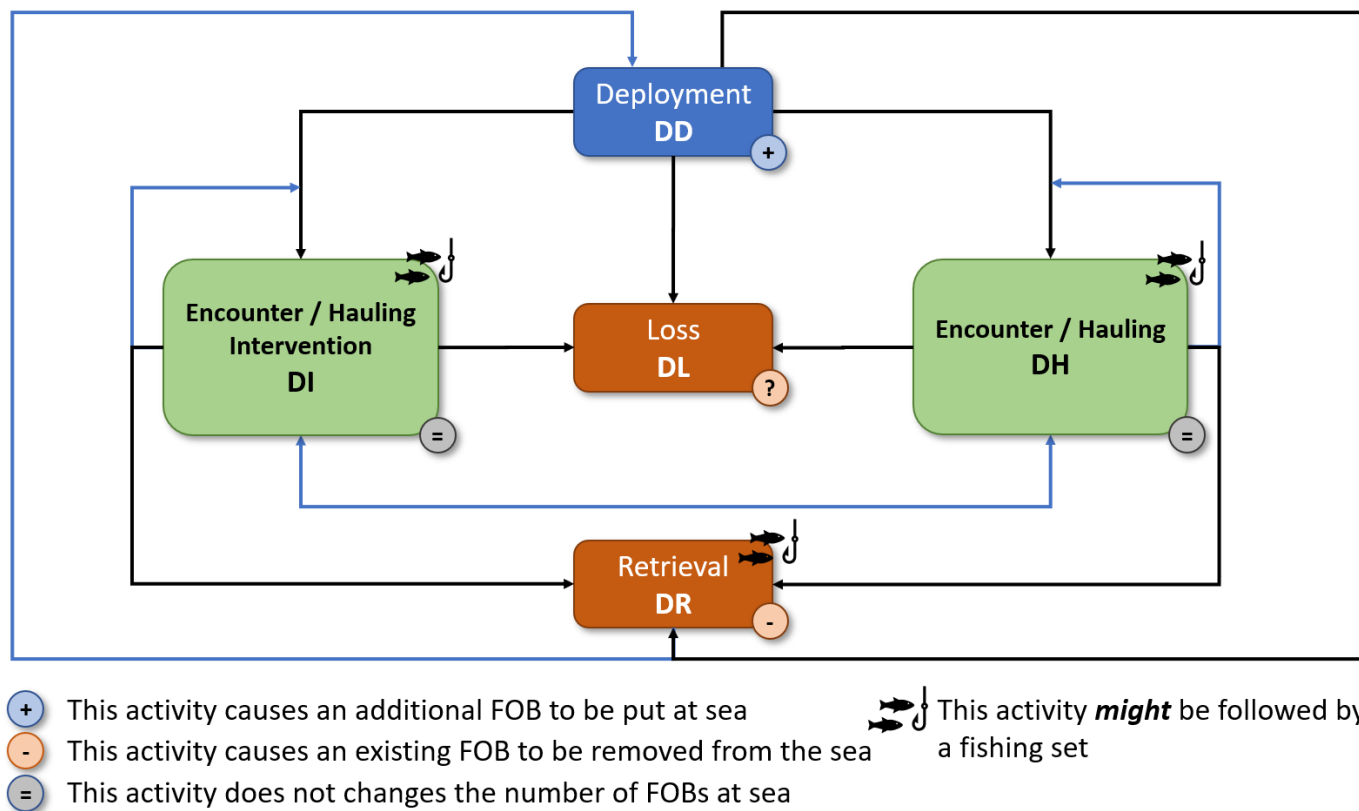 Deployment
DD
+
Encounter / Hauling
Intervention
DI
=
Loss
DL
?
Encounter / Hauling
DH
=
Retrieval
DR
-
+ This activity causes an additional FOB to be put at sea
- This activity causes an existing FOB to be removed from the sea
= This activity does not changes the number of FOBs at sea
This activity might be followed by
a fishing set